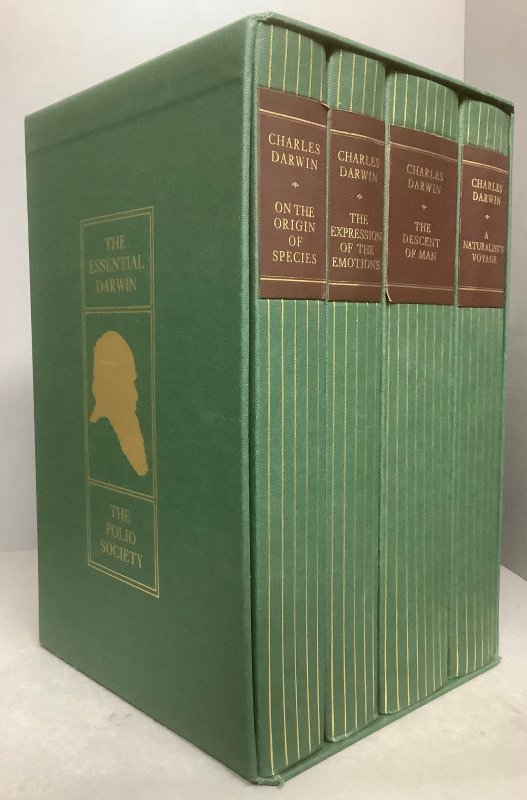 THE
ESSENTIAL
DARWIN
THE
FOLIO
SOCIETY
CHARLES
DARWIN
ON THE
ORIGIN
OF
SPECIES
CHARLES
DARWIN
THE
EXPRESSION
OF THE
EMOTIONS
CHARLES
DARWIN
THE
DESCENT
OF MAN
CHARLES
DARWIN
A
NATURALIST'S
VOYAGE